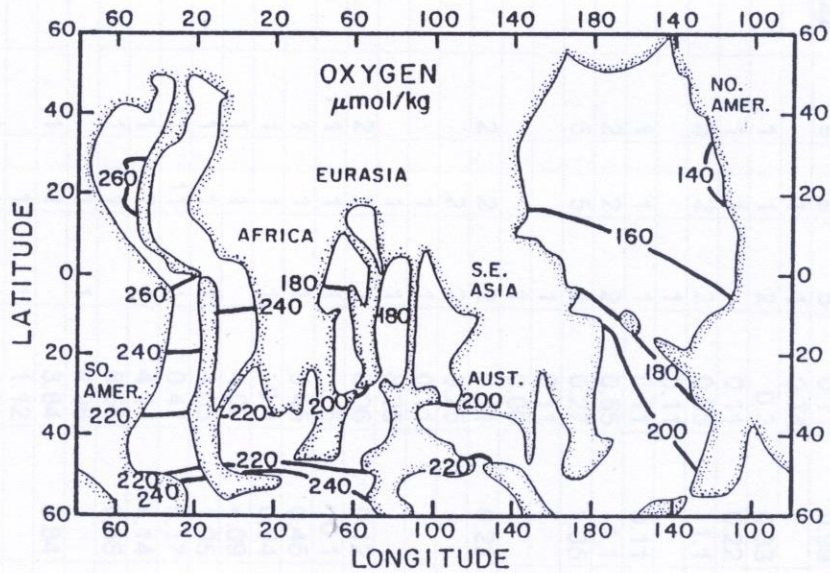 60 20 20 60 100 140 180 140 100
60 60
OXYGEN
μmol/kg
NO.
AMER.
40 40
260
EURASIA
140
20 20
AFRICA
160
S.E.
ASIA
LATITUDE
0 0
260
180
240
180
240
20 20
180
SO.
AMER.
AUST.
220
220
200
200
200
40 40
220
220
220
240
240
60 60
60 20 20 60 100 140 180 140 100
LONGITUDE